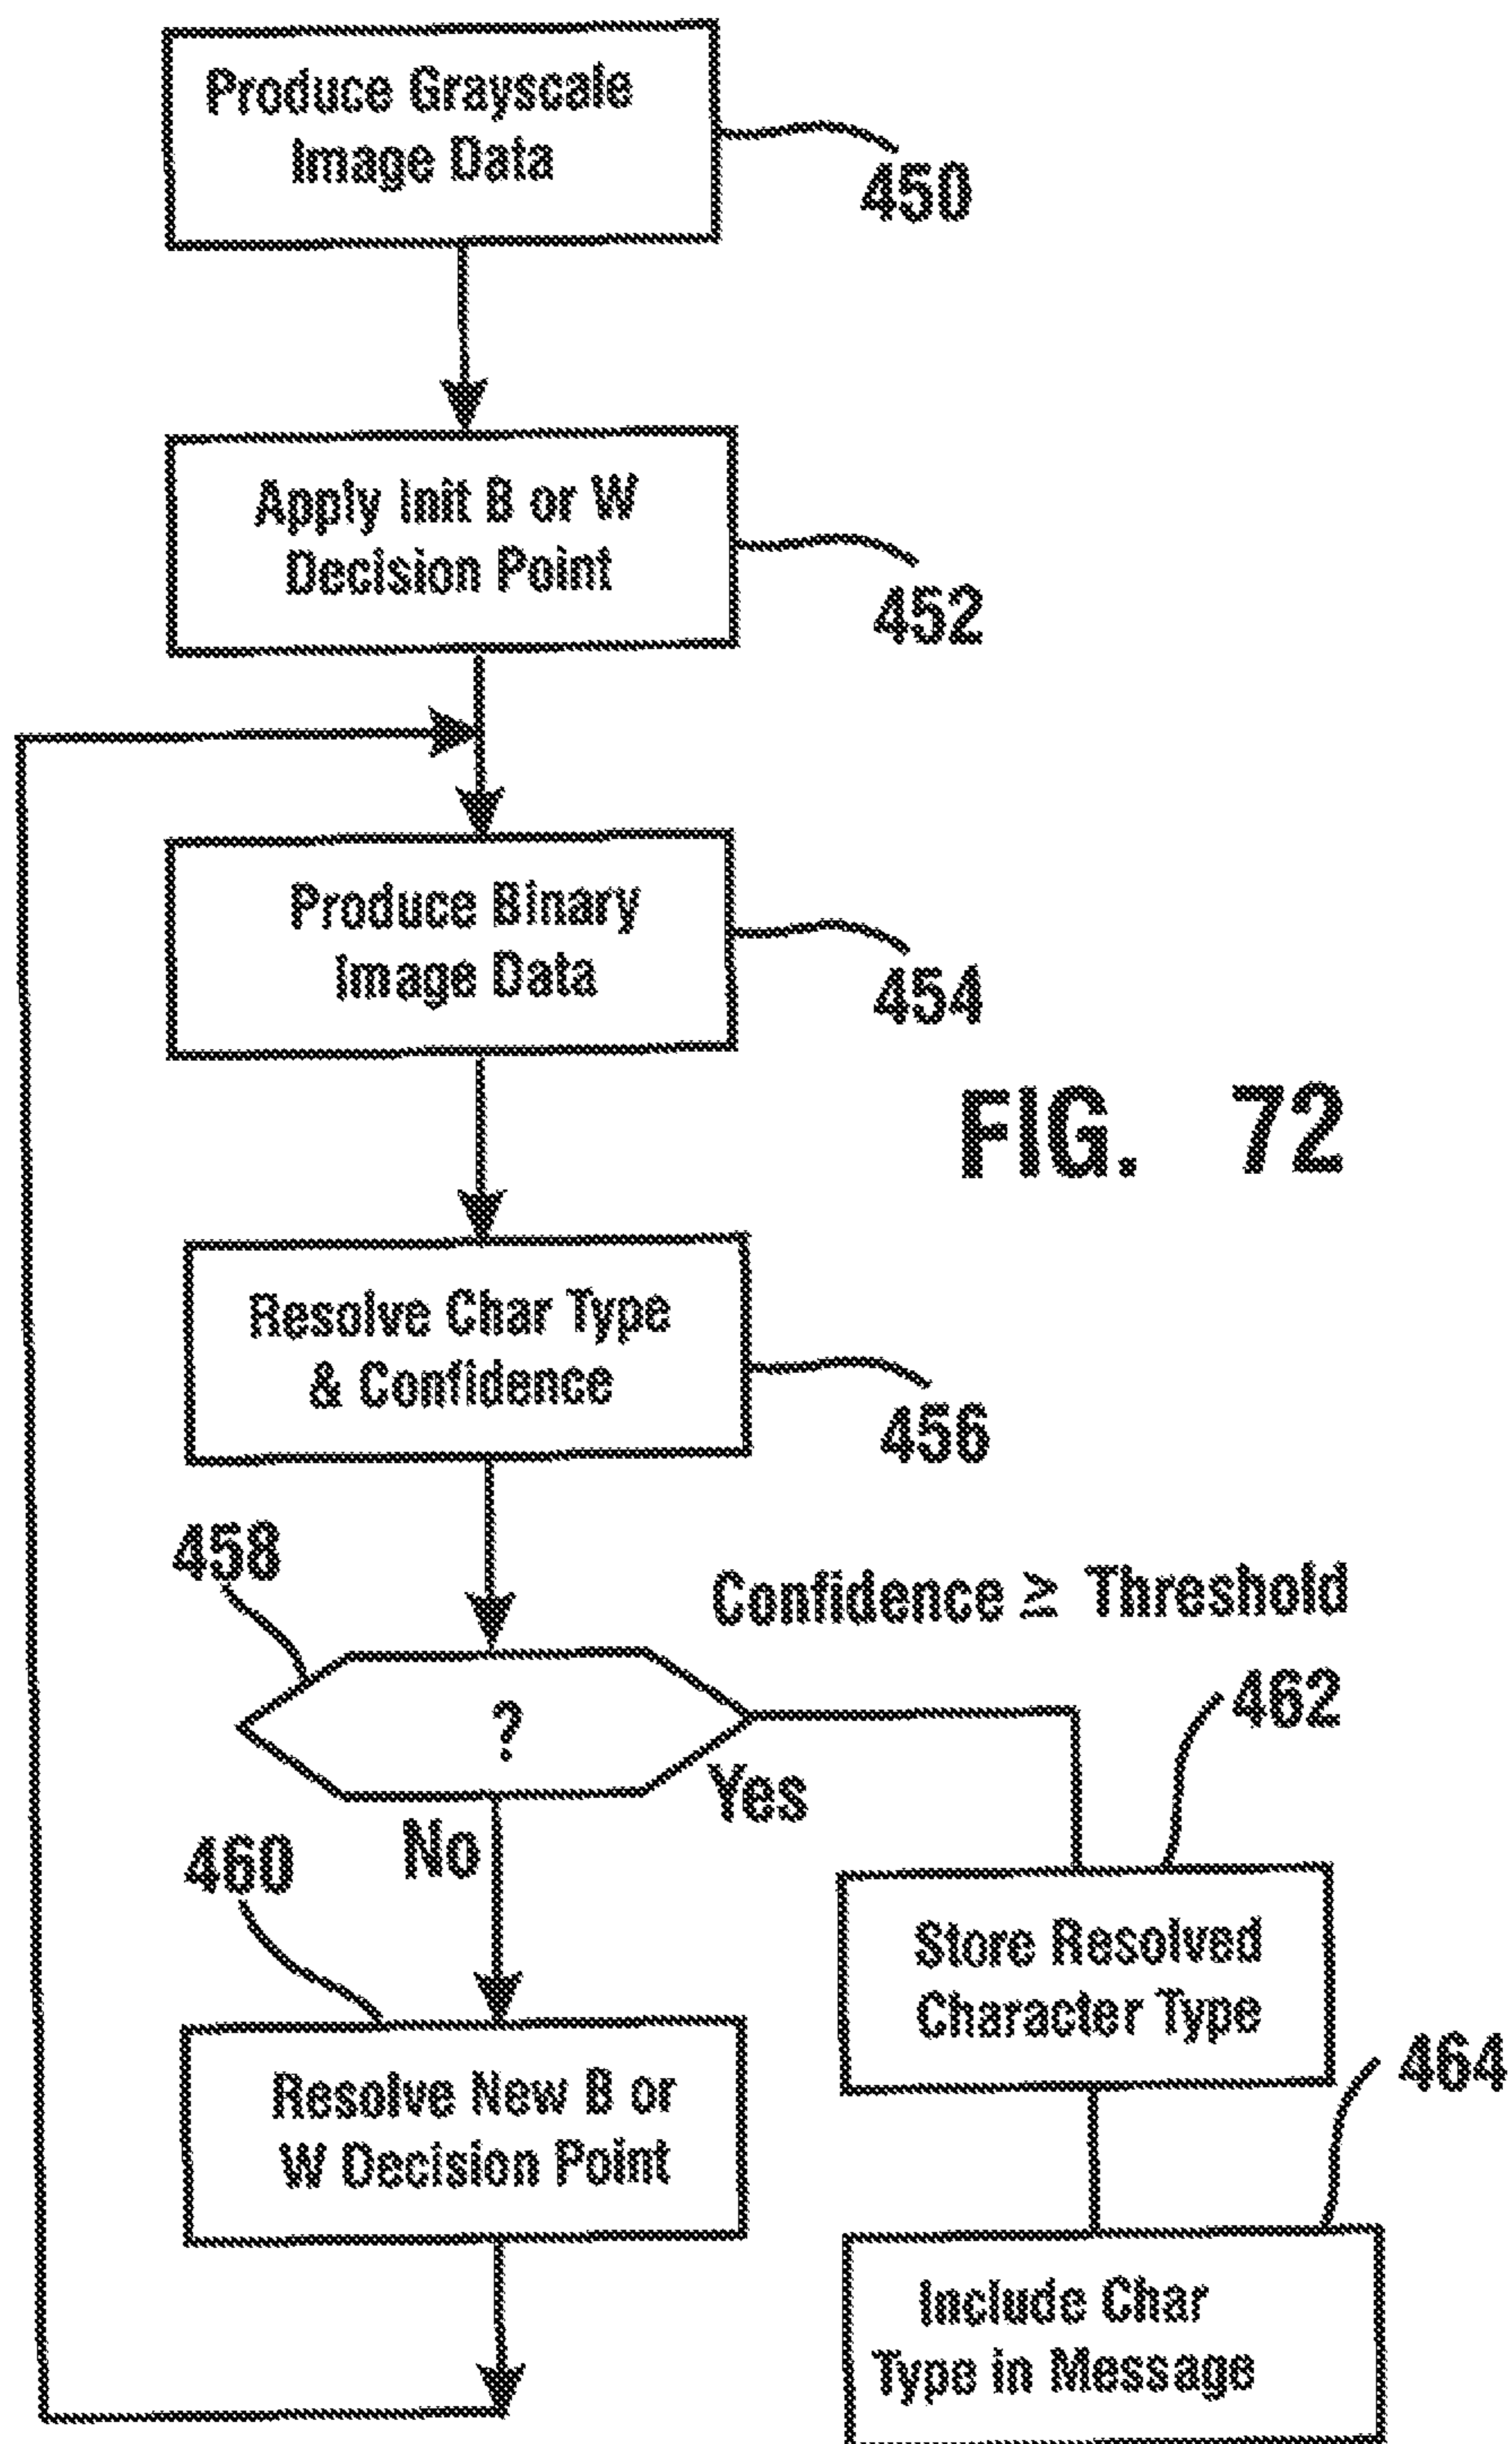 Produce Grayscale
Image Data
450
Apply Init B or W
Decision Point
452
Produce Binary
Image Data
454
FIG. 72
Resolve Char Type
& Confidence
456
458
Confidence ≥ Threshold
?
Yes
No
462
460
Store Resolved
Character Type
Resolve New B or
W Decision Point
464
Include Char
Type in Message